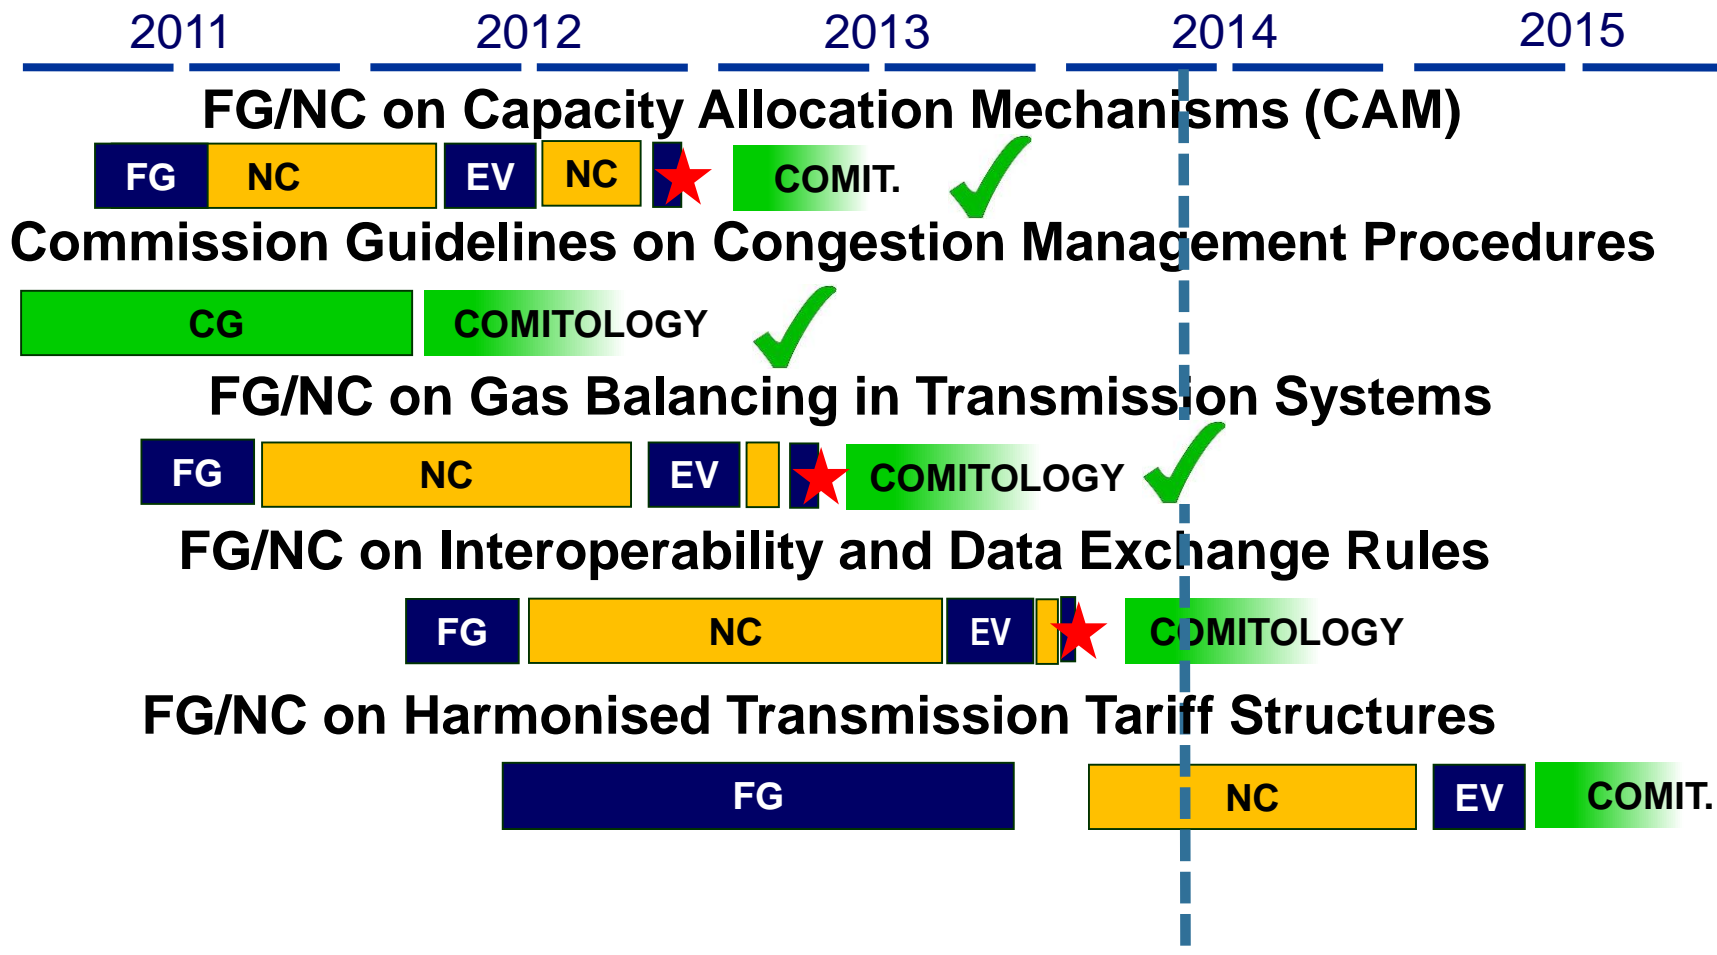 2011 2012 2013 2014 2015
FG/NC on Capacity Allocation Mechanisms (CAM)
FG NC EV NC COMIT.
Commission Guidelines on Congestion Management Procedures
CG COMITOLOGY
FG/NC on Gas Balancing in Transmission Systems
FG NC EV COMITOLOGY
FG/NC on Interoperability and Data Exchange Rules
FG NC EV COMITOLOGY
FG/NC on Harmonised Transmission Tariff Structures
FG NC EV COMIT.